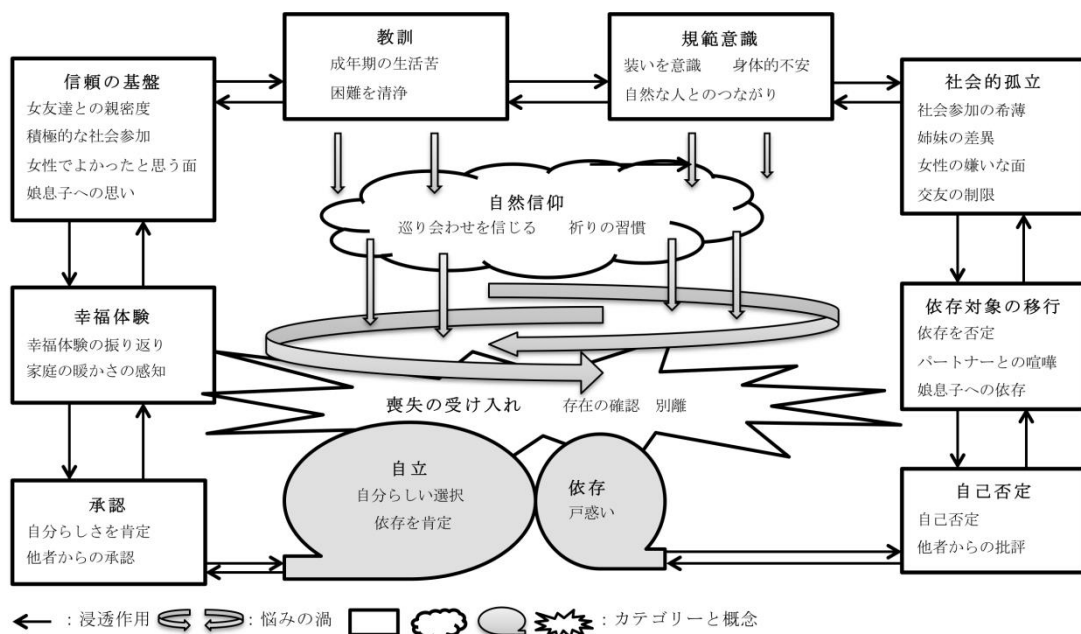 教訓
成年期の生活苦
困難を清浄
規範意識
装いを意識 身体的不安
自然な人とのつながり
信頼の基盤
女友達との親密度
積極的な社会参加
女性でよかったと思う面
娘息子への思い
社会的孤立
社会参加の希薄
姉妹の差異
女性の嫌いな面
交友の制限
自然信仰
巡り会わせを信じる 祈りの習慣
幸福体験
幸福体験の振り返り
家庭の暖かさの感知
依存対象の移行
依存を否定
パートナーとの喧嘩
娘息子への依存
喪失の受け入れ 存在の確認 別離
自立
自分らしい選択
依存を肯定
依存
戸惑い
承認
自分らしさを肯定
他者からの承認
自己否定
自己否定
他者からの批評
：浸透作用 ：悩みの渦 ：カテゴリーと概念